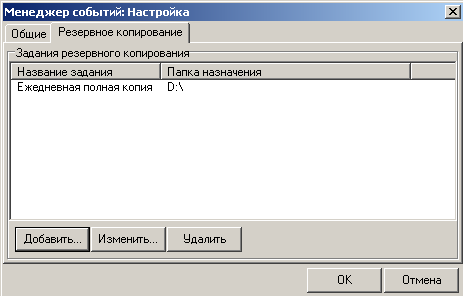 Менеджер событий: Настройка
Общие Резервное копирование
Задания резервного копирования
Название задания Папка назначения
Ежедневная полная копия D:\
Добавить... Изменить... Удалить
OK Отмена